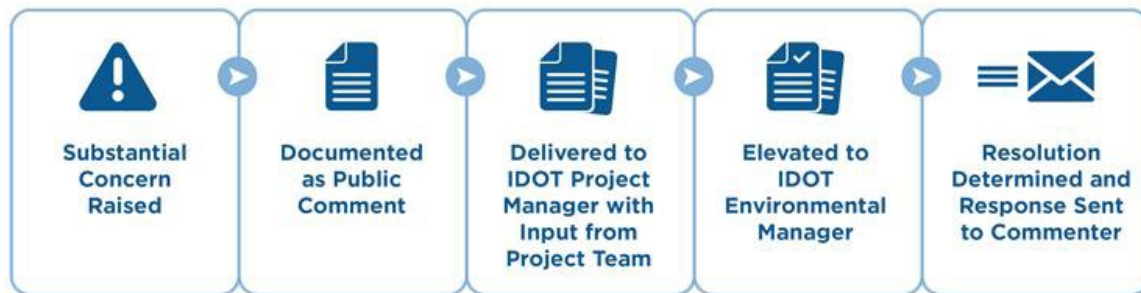 Substantial
Concern
Raised
Documented
as Public
Comment
Delivered to
IDOT Project
Manager with
Input from
Project Team
Elevated to
IDOT
Environmental
Manager
Resolution
Determined and
Response Sent
to Commenter